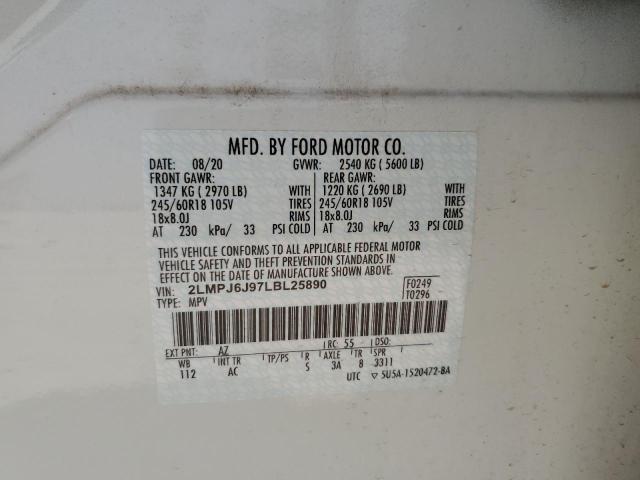 MFD. BY FORD MOTOR CO.
DATE: 08/20 GVWR: 2540 KG ( 5600 LB)
FRONT GAWR: REAR GAWR:
1347 KG ( 2970 LB) WITH 1220 KG ( 2690 LB) WITH
245/60R18 105V TIRES 245/60R18 105V TIRES
18x8.0J RIMS 18x8.0J RIMS
AT 230 kPa/ 33 PSI COLD AT 230 kPa/ 33 PSI COLD
THIS VEHICLE CONFORMS TO ALL APPLICABLE FEDERAL MOTOR
VEHICLE SAFETY AND THEFT PREVENTION STANDARDS IN
EFFECT ON THE DATE OF MANUFACTURE SHOWN ABOVE.
VIN: 2LMPJ6J97LBL25890 F0249
TYPE: MPV T0296
EXT PNT: AZ RC: 55 DSO:
WB INT TR TP/PS R AXLE TR SPR
112 AC S 3A 8 3311
UTC ▽ 5U5A-1520472-BA